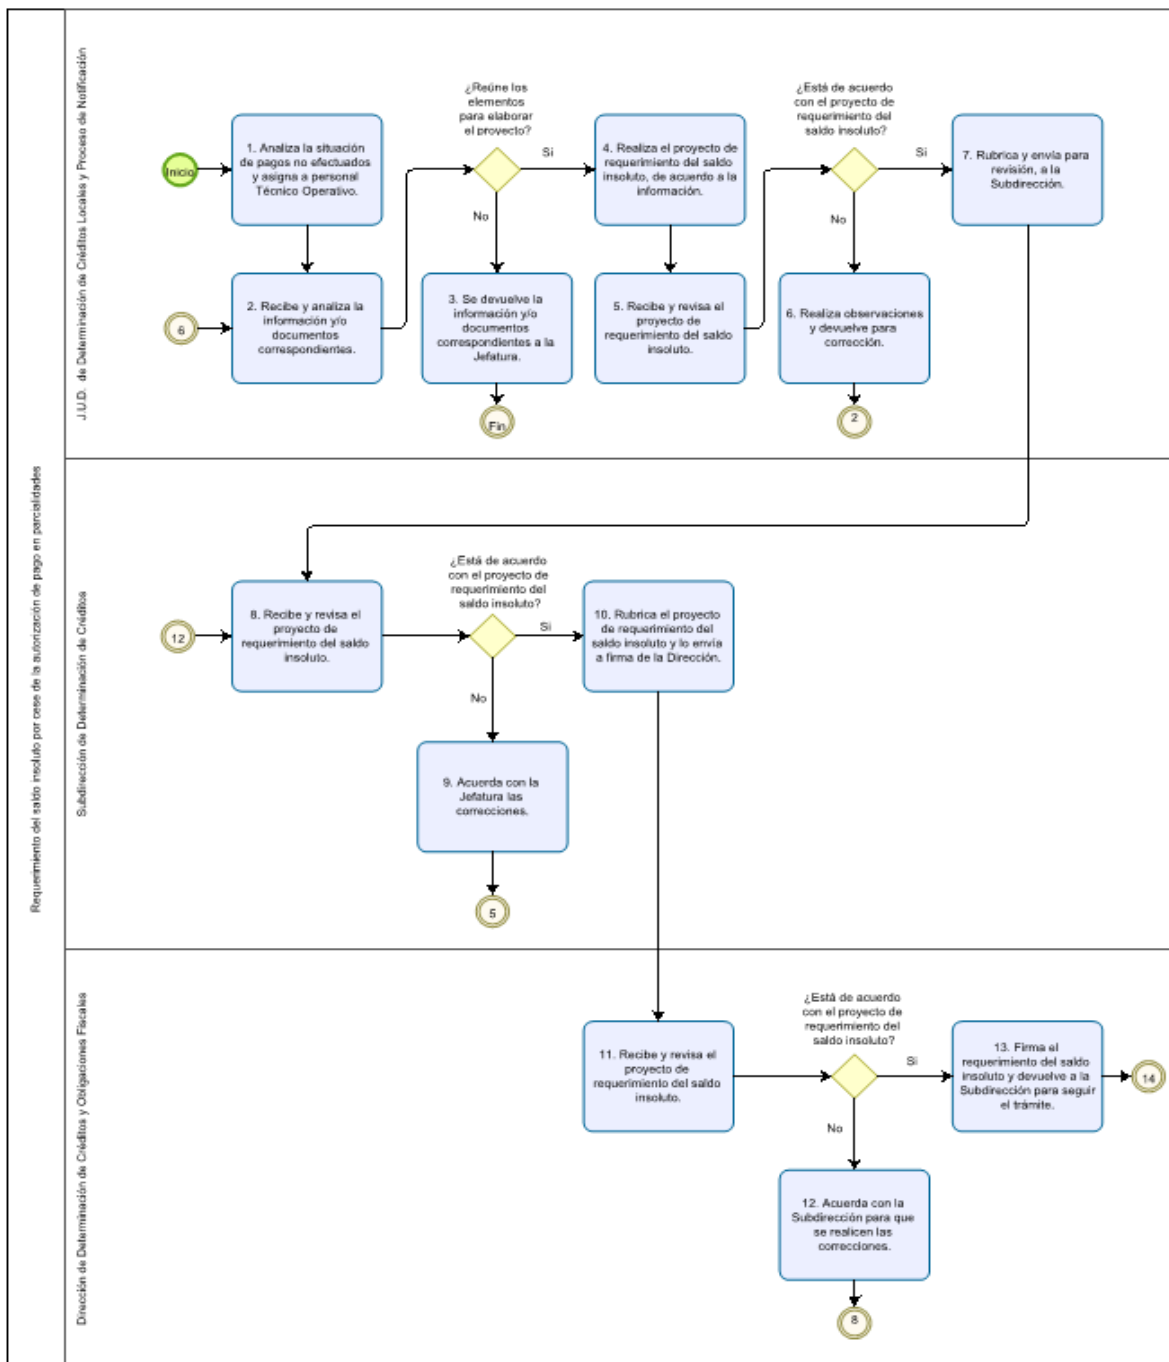 Requerimiento del saldo insoluto por cese de la autorización de pago en parcialidades
J.U.D. de Determinación de Créditos Locales y Proceso de Notificación
Inicio
1. Analiza la situación
de pagos no efectuados
y asigna a personal
Técnico Operativo.
6
2. Recibe y analiza la
información y/o
documentos
correspondientes.
¿Reúne los
elementos
para elaborar
el proyecto?
Si
No
3. Se devuelve la
información y/o
documentos
correspondientes a la
Jefatura.
Fin
4. Realiza el proyecto de
requerimiento del saldo
insoluto, de acuerdo a la
información.
5. Recibe y revisa el
proyecto de
requerimiento del saldo
insoluto.
¿Está de acuerdo
con el proyecto de
requerimiento del
saldo insoluto?
Si
No
6. Realiza observaciones
y devuelve para
corrección.
2
7. Rubrica y envía para
revisión, a la
Subdirección.
Subdirección de Determinación de Créditos
12
8. Recibe y revisa el
proyecto de
requerimiento del saldo
insoluto.
¿Está de acuerdo
con el proyecto de
requerimiento del
saldo insoluto?
Si
No
9. Acuerda con la
Jefatura las
correcciones.
5
10. Rubrica el proyecto
de requerimiento del
saldo insoluto y lo envía
a firma de la Dirección.
Dirección de Determinación de Créditos y Obligaciones Fiscales
11. Recibe y revisa el
proyecto de
requerimiento del saldo
insoluto.
¿Está de acuerdo
con el proyecto de
requerimiento del
saldo insoluto?
Si
No
12. Acuerda con la
Subdirección para que
se realicen las
correcciones.
8
13. Firma el
requerimiento del saldo
insoluto y devuelve a la
Subdirección para seguir
el trámite.
14